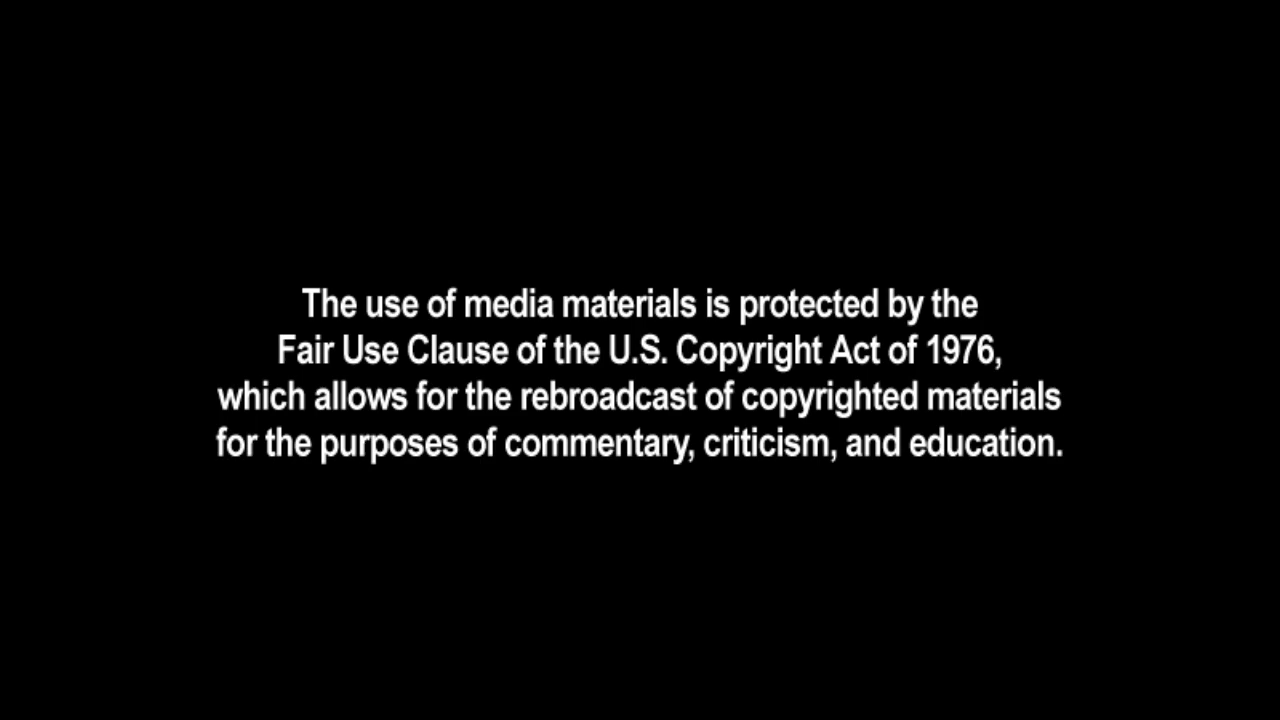 The use of media materials is protected by the
Fair Use Clause of the U.S. Copyright Act of 1976,
which allows for the rebroadcast of copyrighted materials
for the purposes of commentary, criticism, and education.